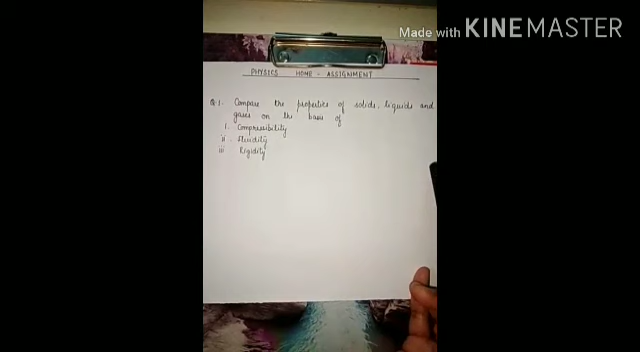 Made with KINEMASTER
PHYSICS HOME - ASSIGNMENT
Q.1. Compare the properties of solids, liquids and
gases on the basis of
i. Compressibility
ii. Fluidity
iii Rigidity